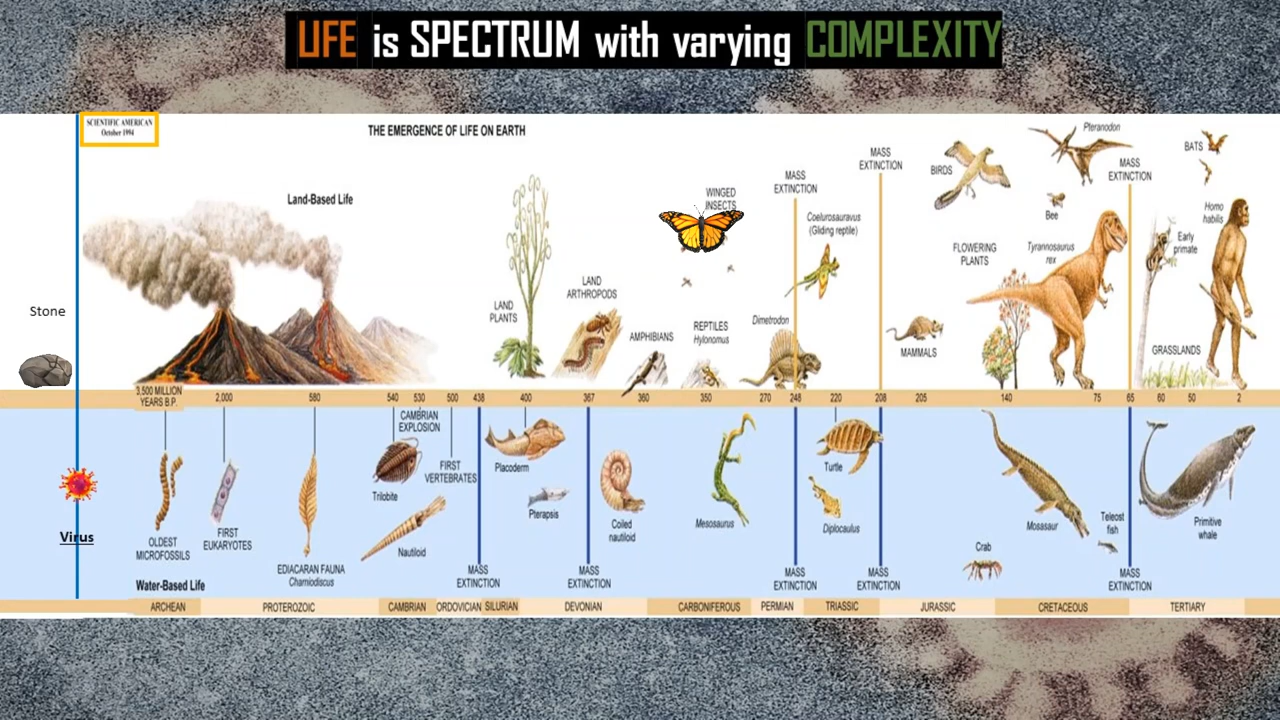 LIFE is SPECTRUM with varying COMPLEXITY
SCIENTIFIC AMERICAN
October 1994
THE EMERGENCE OF LIFE ON EARTH
Land-Based Life
Stone
LAND
PLANTS
LAND
ARTHROPODS
AMPHIBIANS
WINGED
INSECTS
REPTILES
Hylonomus
Dimetrodon
MASS
EXTINCTION
Coelurosauravus
(Gliding reptile)
MASS
EXTINCTION
MAMMALS
BIRDS
FLOWERING
PLANTS
Pteranodon
Bee
Tyrannosaurus
rex
MASS
EXTINCTION
BATS
Early
primate
Homo
habilis
GRASSLANDS
3,500 MILLION
YEARS B.P.
2,000
580
540
530
500
438
400
367
360
350
270
248
220
208
205
140
75
65
60
50
2
Virus
OLDEST
MICROFOSSILS
FIRST
EUKARYOTES
EDIACARAN FAUNA
Charniodiscus
CAMBRIAN
EXPLOSION
Trilobite
FIRST
VERTEBRATES
Nautiloid
MASS
EXTINCTION
Placoderm
Pterapsis
MASS
EXTINCTION
Coiled
nautiloid
Mesosaurus
MASS
EXTINCTION
Turtle
Diplocaulus
MASS
EXTINCTION
Crab
Mosasaur
Teleost
fish
MASS
EXTINCTION
Primitive
whale
Water-Based Life
ARCHEAN
PROTEROZOIC
CAMBRIAN
ORDOVICIAN
SILURIAN
DEVONIAN
CARBONIFEROUS
PERMIAN
TRIASSIC
JURASSIC
CRETACEOUS
TERTIARY